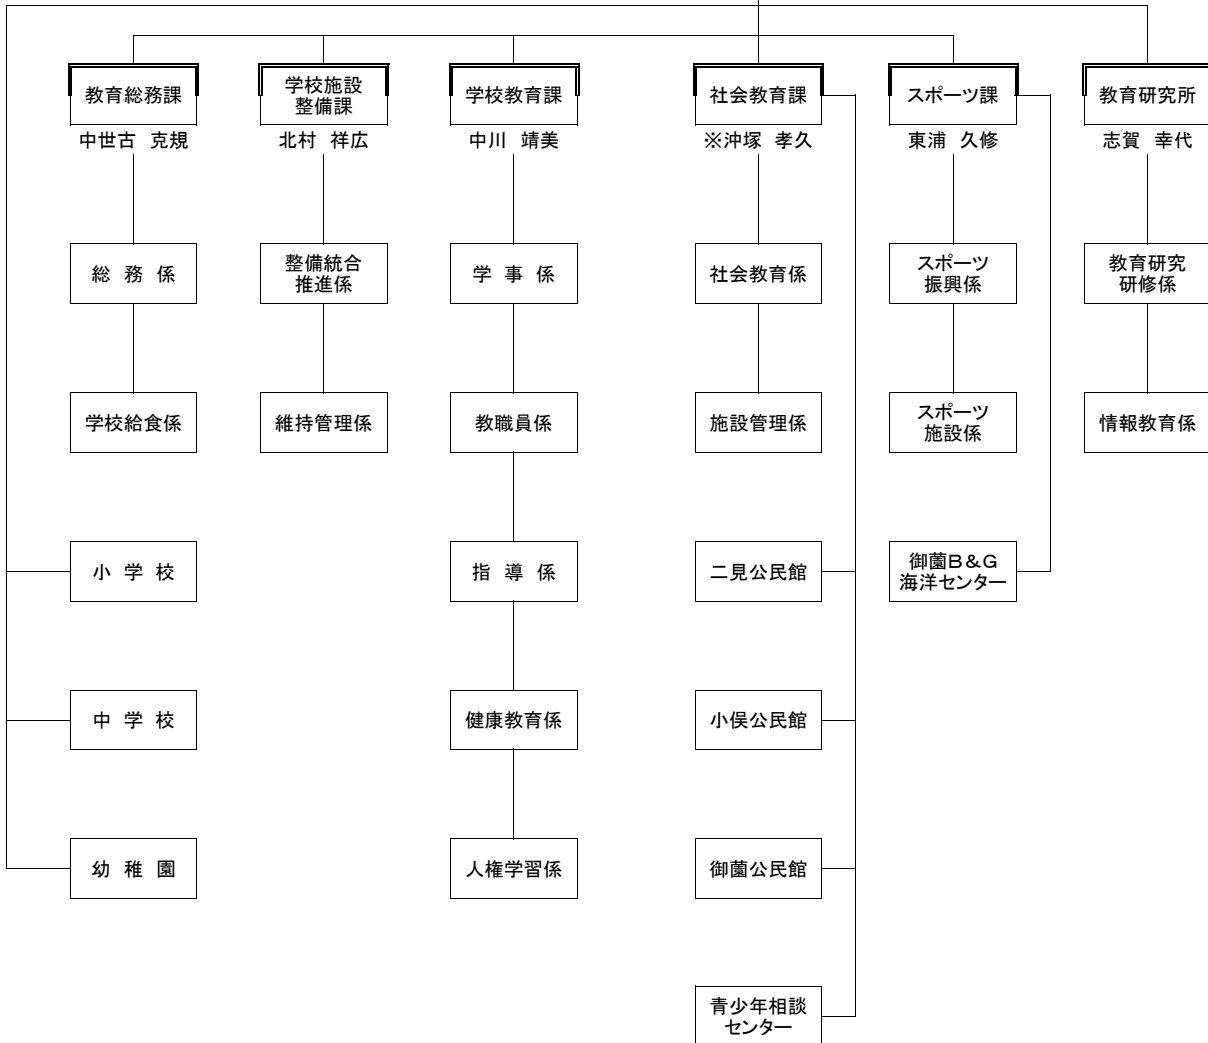 教育総務課
学校施設
整備課
学校教育課
社会教育課
スポーツ課
教育研究所
中世古 克規
北村 祥広
中川 靖美
※沖塚 孝久
東浦 久修
志賀 幸代
総 務 係
整備統合
推進係
学 事 係
社会教育係
スポーツ
振興係
教育研究
研修係
学校給食係
維持管理係
教職員係
施設管理係
スポーツ
施設係
情報教育係
小 学 校
指 導 係
二見公民館
御薗B&G
海洋センター
中 学 校
健康教育係
小俣公民館
幼 稚 園
人権学習係
御薗公民館
青少年相談
センター